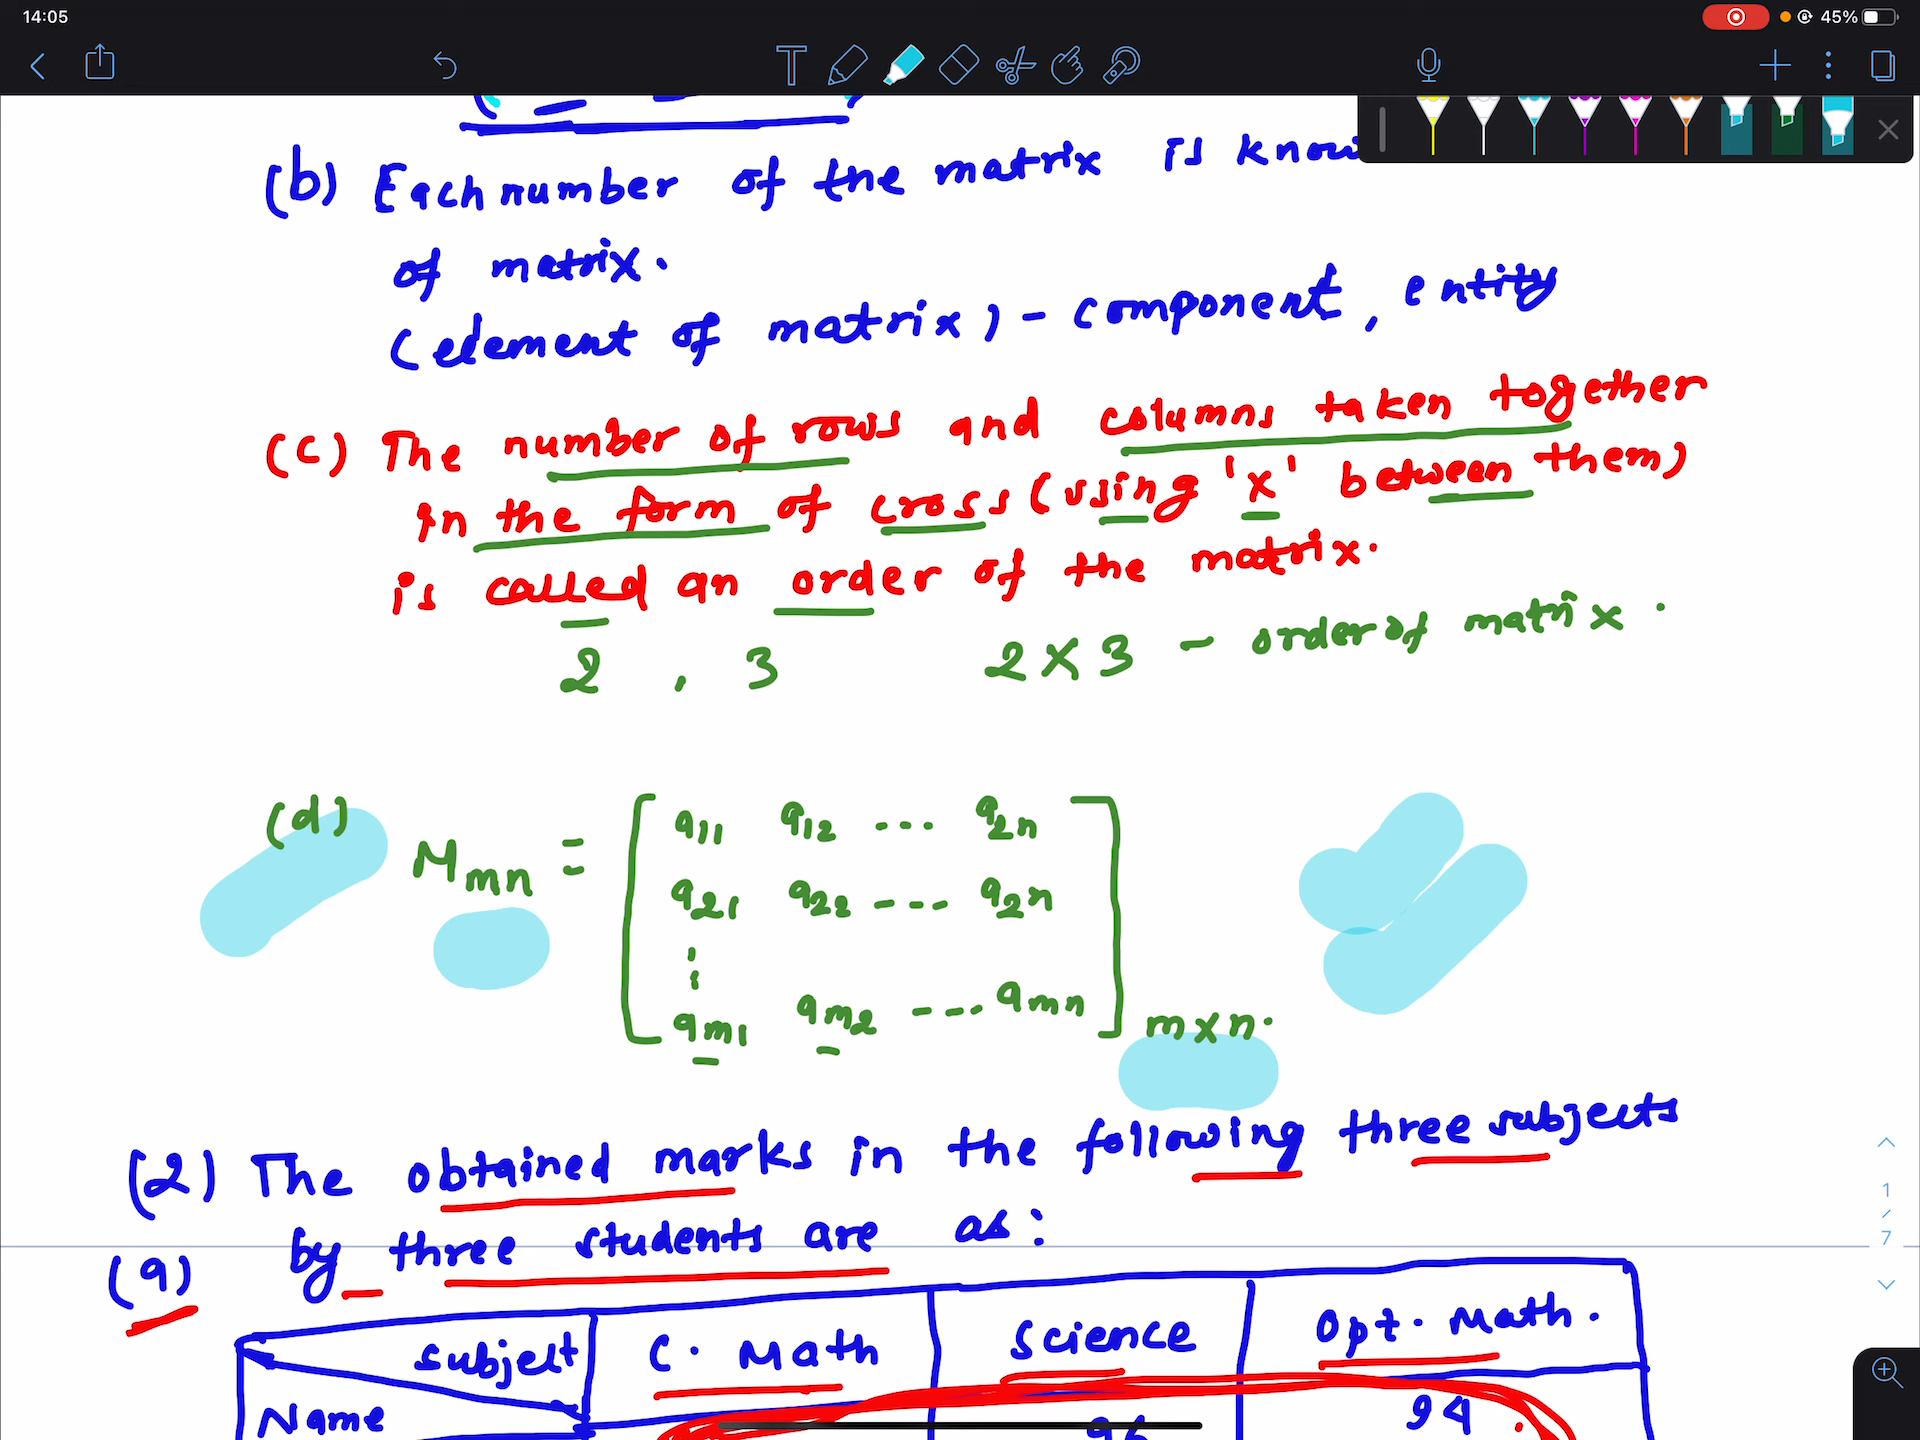 14:05
45%
(b) Each number of the matrix is know
of matrix.
(element of matrix) - component, entity
(c) The number of rows and columns taken together
in the form of cross (using 'x' between them)
is called an order of the matrix.
2 , 3 2 x 3 - order of matrix.
(d) Mmn = [ a11 a12 ... a2n
a21 a22 ... a2n
am1 am2 .... amn ] m x n.
(2) The obtained marks in the following three subjects
by three students are as:
(a)
subject C. Math Science Opt. Math.
Name 96 94
1
/
7